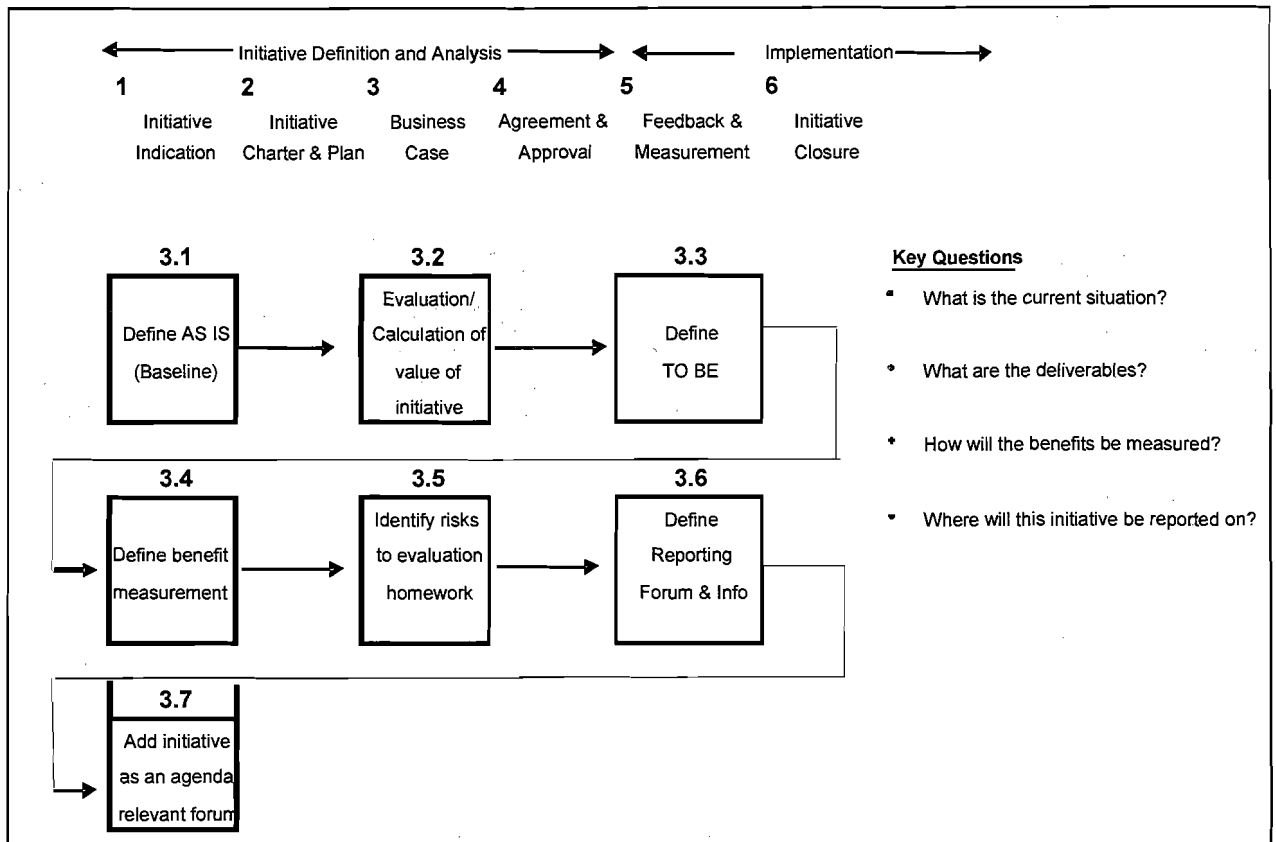 Initiative Definition and Analysis
Implementation
1 2 3 4 5 6
Initiative Initiative Business Agreement & Feedback & Initiative
Indication Charter & Plan Case Approval Measurement Closure
3.1
Define AS IS
(Baseline)
3.2
Evaluation/
Calculation of
value of
initiative
3.3
Define
TO BE
3.4
Define benefit
measurement
3.5
Identify risks
to evaluation
homework
3.6
Define
Reporting
Forum & Info
3.7
Add initiative
as an agenda
relevant forum
Key Questions
What is the current situation?
What are the deliverables?
How will the benefits be measured?
Where will this initiative be reported on?